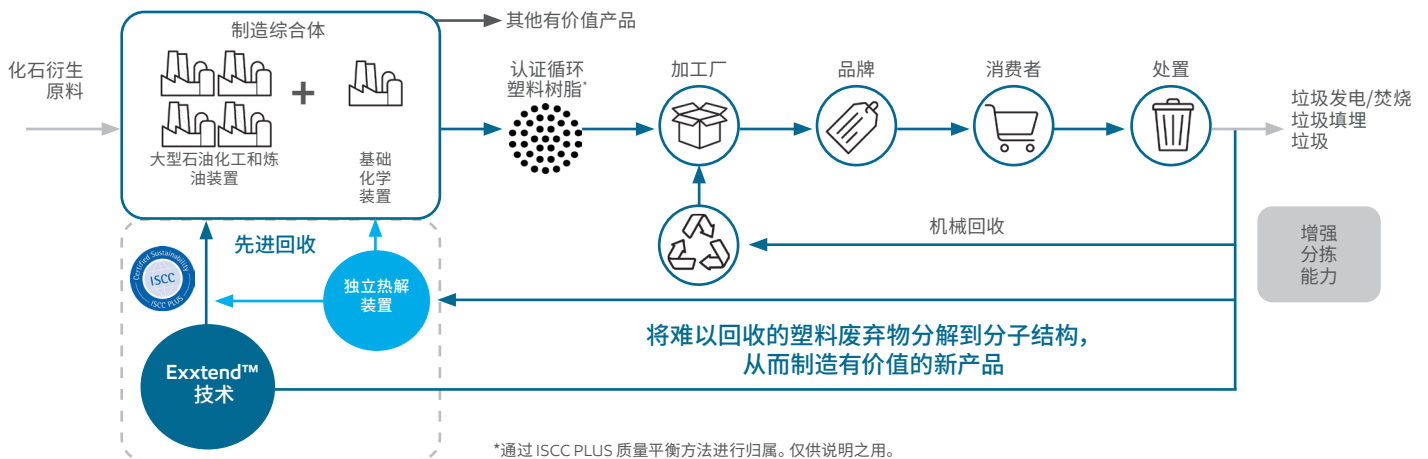 制造综合体
其他有价值产品
化石衍生
原料
大型石油化工和炼
油装置
基础
化学
装置
认证循环
塑料树脂*
加工厂
品牌
消费者
处置
垃圾发电/焚烧
垃圾填埋
垃圾
机械回收
增强
分拣
能力
先进回收
Certified Sustainability
ISCC
ISCC PLUS
独立热解
装置
Exxtend™
技术
将难以回收的塑料废弃物分解到分子结构，
从而制造有价值的新产品
*通过 ISCC PLUS 质量平衡方法进行归属。仅供说明之用。